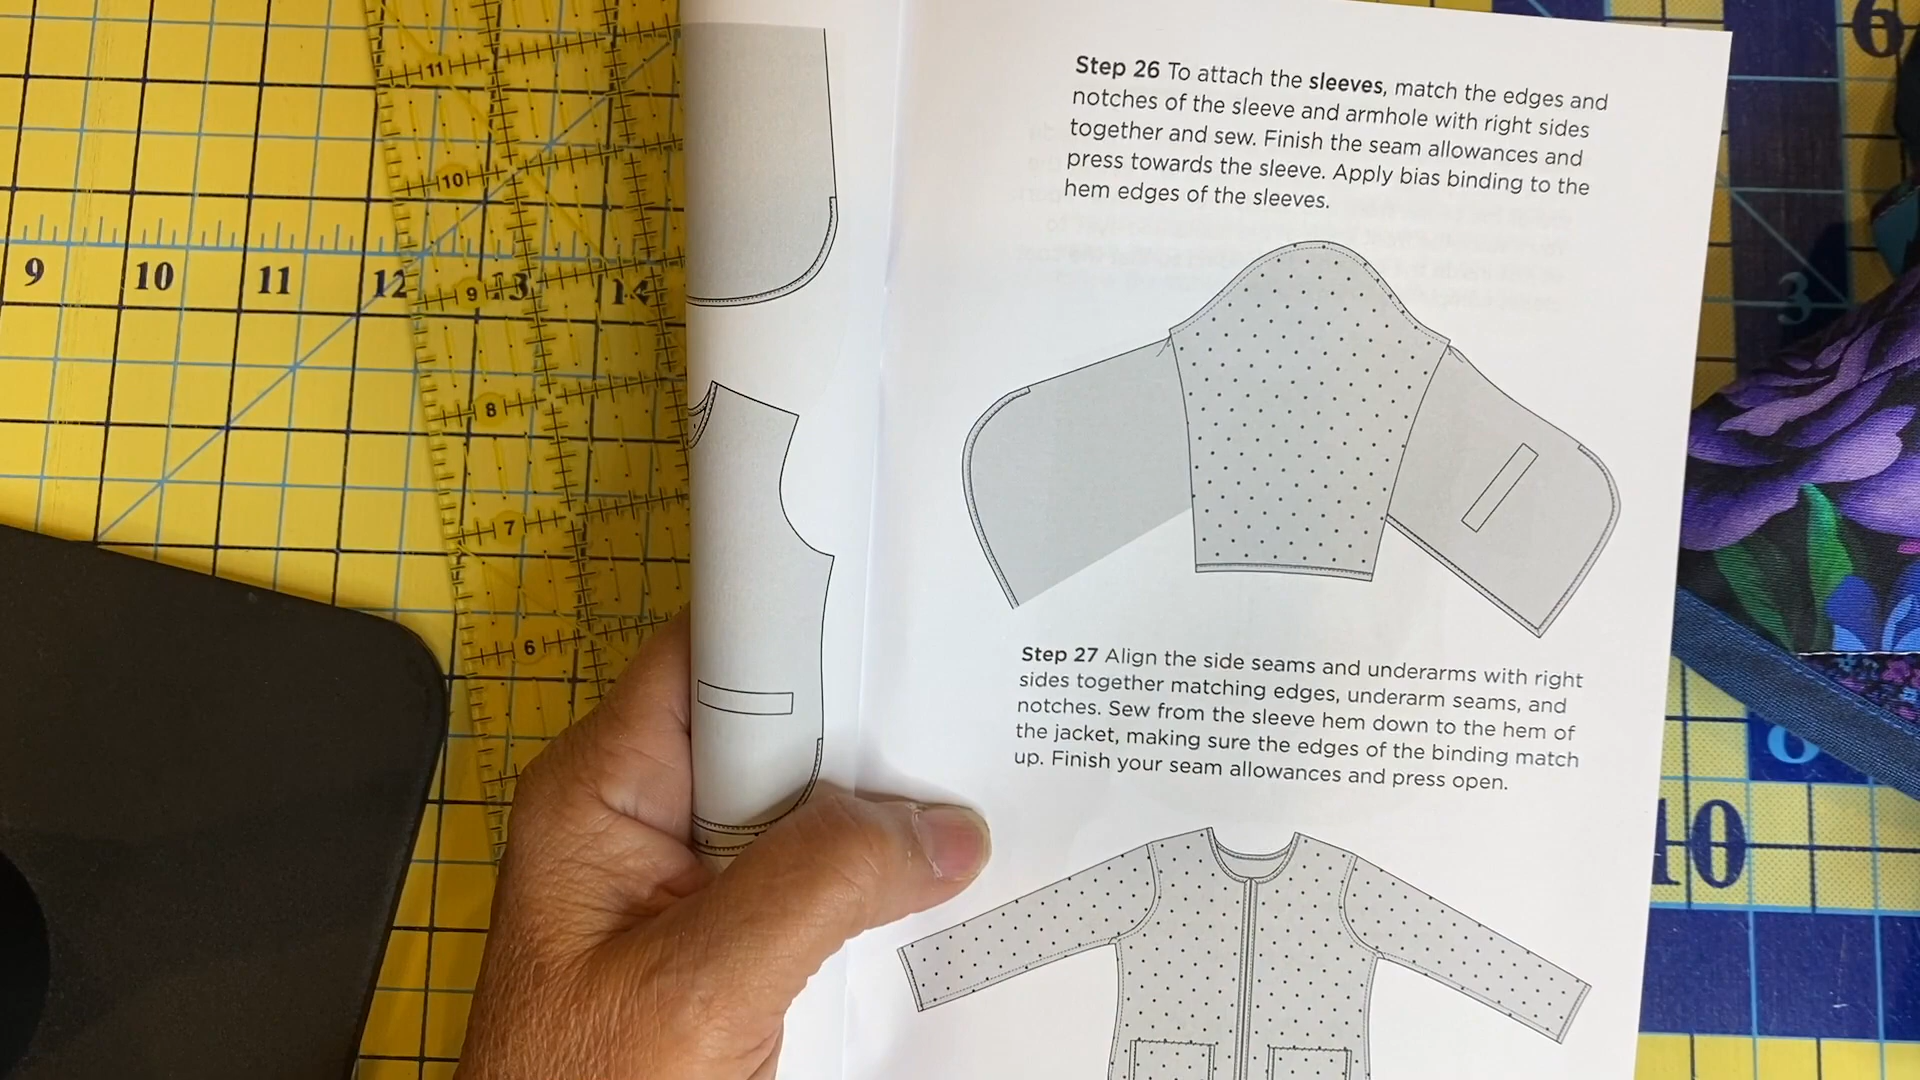 Step 26 To attach the sleeves, match the edges and
notches of the sleeve and armhole with right sides
together and sew. Finish the seam allowances and
press towards the sleeve. Apply bias binding to the
hem edges of the sleeves.
Step 27 Align the side seams and underarms with right
sides together matching edges, underarm seams, and
notches. Sew from the sleeve hem down to the hem of
the jacket, making sure the edges of the binding match
up. Finish your seam allowances and press open.
9 10 11 12 13 14
11
10
9
8
7
6
6
3
8
10